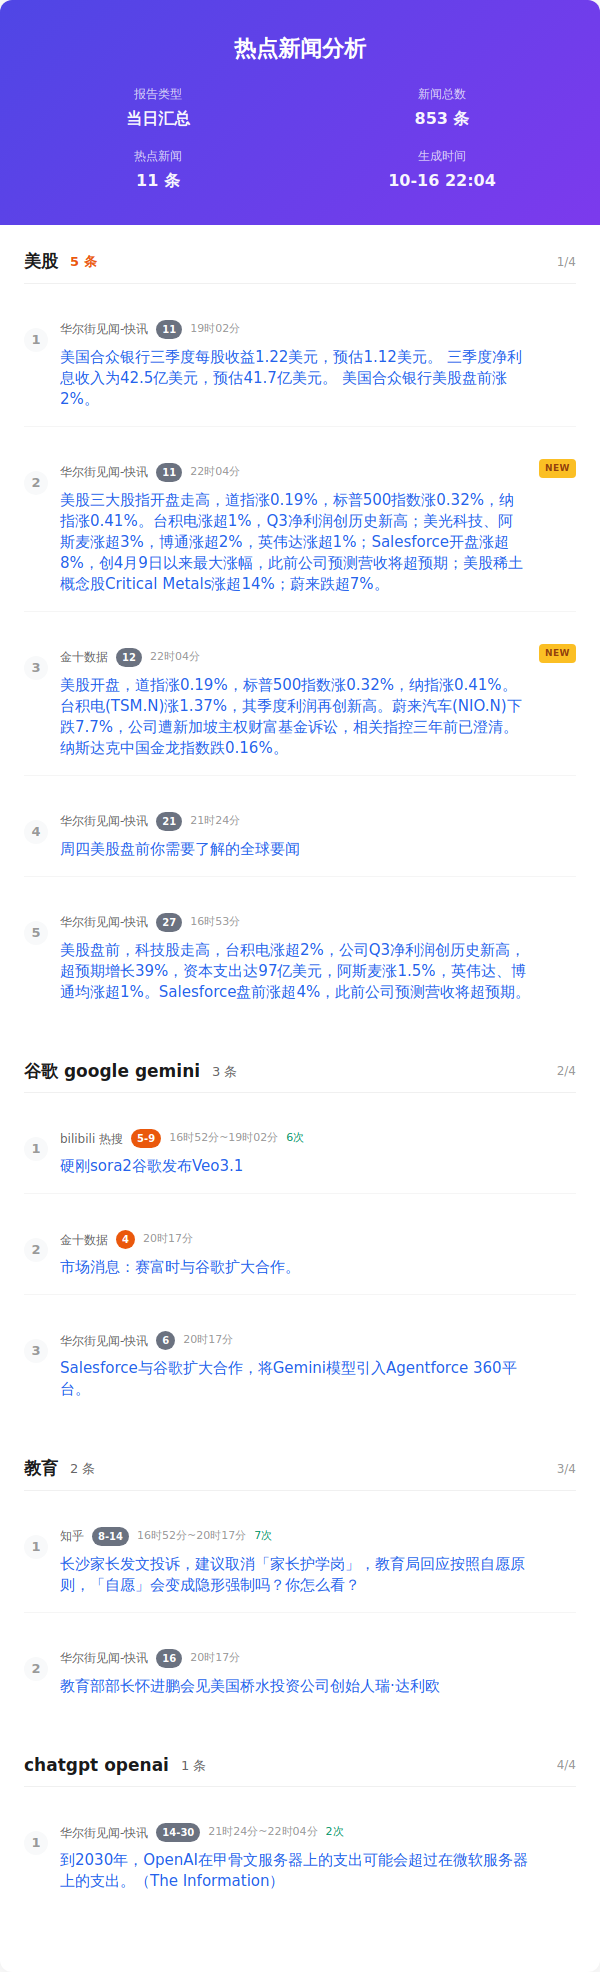 热点新闻分析
报告类型
新闻总数
当日汇总
853 条
热点新闻
生成时间
11 条
10-16 22:04
美股 5 条 1/4
1
华尔街见闻-快讯 11 19时02分
美国合众银行三季度每股收益1.22美元，预估1.12美元。 三季度净利
息收入为42.5亿美元，预估41.7亿美元。 美国合众银行美股盘前涨
2%。
2
华尔街见闻-快讯 11 22时04分 NEW
美股三大股指开盘走高，道指涨0.19%，标普500指数涨0.32%，纳
指涨0.41%。台积电涨超1%，Q3净利润创历史新高；美光科技、阿
斯麦涨超3%，博通涨超2%，英伟达涨超1%；Salesforce开盘涨超
8%，创4月9日以来最大涨幅，此前公司预测营收将超预期；美股稀土
概念股Critical Metals涨超14%；蔚来跌超7%。
3
金十数据 12 22时04分 NEW
美股开盘，道指涨0.19%，标普500指数涨0.32%，纳指涨0.41%。
台积电(TSM.N)涨1.37%，其季度利润再创新高。蔚来汽车(NIO.N)下
跌7.7%，公司遭新加坡主权财富基金诉讼，相关指控三年前已澄清。
纳斯达克中国金龙指数跌0.16%。
4
华尔街见闻-快讯 21 21时24分
周四美股盘前你需要了解的全球要闻
5
华尔街见闻-快讯 27 16时53分
美股盘前，科技股走高，台积电涨超2%，公司Q3净利润创历史新高，
超预期增长39%，资本支出达97亿美元，阿斯麦涨1.5%，英伟达、博
通均涨超1%。Salesforce盘前涨超4%，此前公司预测营收将超预期。
谷歌 google gemini 3 条 2/4
1
bilibili 热搜 5-9 16时52分~19时02分 6次
硬刚sora2谷歌发布Veo3.1
2
金十数据 4 20时17分
市场消息：赛富时与谷歌扩大合作。
3
华尔街见闻-快讯 6 20时17分
Salesforce与谷歌扩大合作，将Gemini模型引入Agentforce 360平
台。
教育 2 条 3/4
1
知乎 8-14 16时52分~20时17分 7次
长沙家长发文投诉，建议取消「家长护学岗」，教育局回应按照自愿原
则，「自愿」会变成隐形强制吗？你怎么看？
2
华尔街见闻-快讯 16 20时17分
教育部部长怀进鹏会见美国桥水投资公司创始人瑞·达利欧
chatgpt openai 1 条 4/4
1
华尔街见闻-快讯 14-30 21时24分~22时04分 2次
到2030年，OpenAI在甲骨文服务器上的支出可能会超过在微软服务器
上的支出。（The Information）